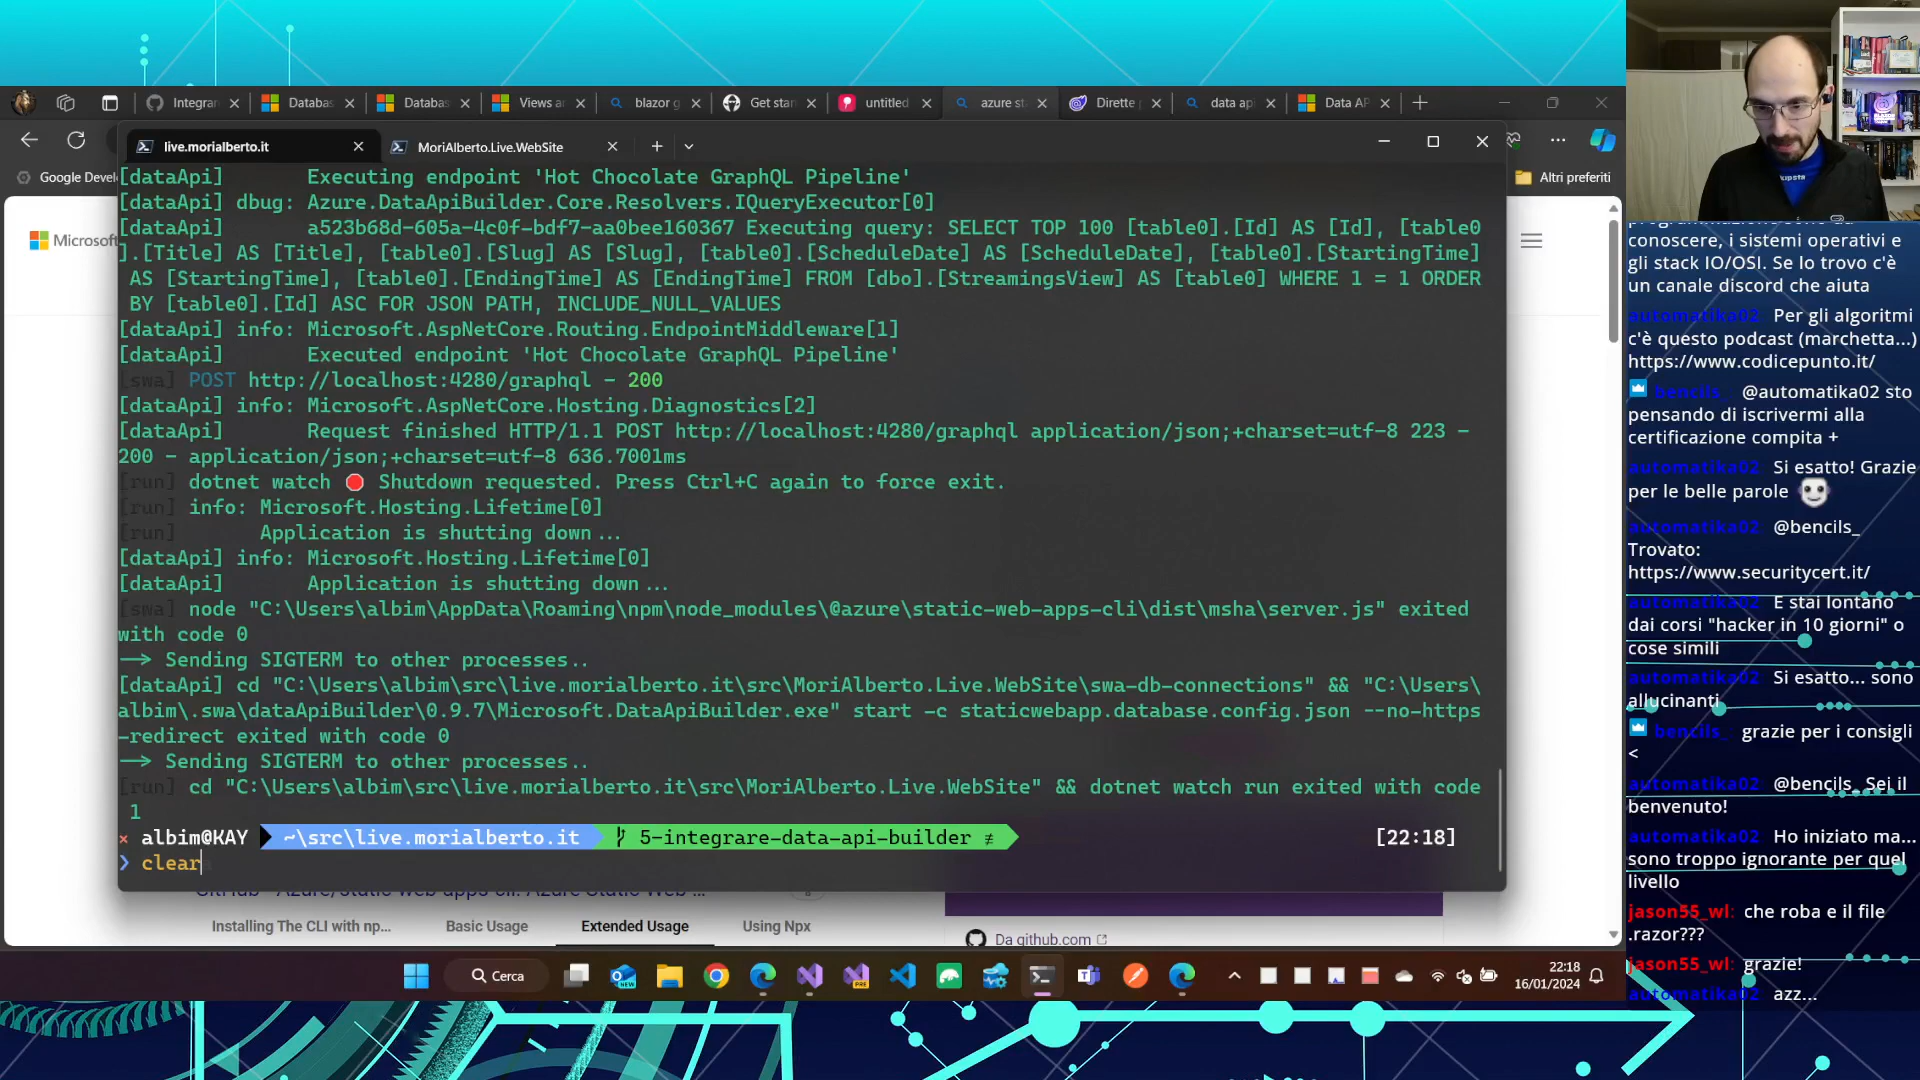 Integran
Databas
Databas
Views an
blazor g
Get star
untitled
azure st
Dirette
data ap
Data AP
live.morialberto.it
MoriAlberto.Live.WebSite
Google Devel
Altri preferiti
Microsoft
[dataApi]       Executing endpoint 'Hot Chocolate GraphQL Pipeline'
[dataApi] dbug: Azure.DataApiBuilder.Core.Resolvers.IQueryExecutor[0]
[dataApi]       a523b68d-605a-4c0f-bdf7-aa0bee160367 Executing query: SELECT TOP 100 [table0].[Id] AS [Id], [table0
].[Title] AS [Title], [table0].[Slug] AS [Slug], [table0].[ScheduleDate] AS [ScheduleDate], [table0].[StartingTime]
AS [StartingTime], [table0].[EndingTime] AS [EndingTime] FROM [dbo].[StreamingsView] AS [table0] WHERE 1 = 1 ORDER
BY [table0].[Id] ASC FOR JSON PATH, INCLUDE_NULL_VALUES
[dataApi] info: Microsoft.AspNetCore.Routing.EndpointMiddleware[1]
[dataApi]       Executed endpoint 'Hot Chocolate GraphQL Pipeline'
[swa] POST http://localhost:4280/graphql - 200
[dataApi] info: Microsoft.AspNetCore.Hosting.Diagnostics[2]
[dataApi]       Request finished HTTP/1.1 POST http://localhost:4280/graphql application/json;+charset=utf-8 223 -
200 - application/json;+charset=utf-8 636.7001ms
[run] dotnet watch 🛑 Shutdown requested. Press Ctrl+C again to force exit.
[run] info: Microsoft.Hosting.Lifetime[0]
[run]       Application is shutting down...
[dataApi] info: Microsoft.Hosting.Lifetime[0]
[dataApi]       Application is shutting down...
[swa] node "C:\Users\albim\AppData\Roaming\npm\node_modules\@azure\static-web-apps-cli\dist\msha\server.js" exited
with code 0
--> Sending SIGTERM to other processes..
[dataApi] cd "C:\Users\albim\src\live.morialberto.it\src\MoriAlberto.Live.WebSite\swa-db-connections" && "C:\Users\
albim\.swa\dataApiBuilder\0.9.7\Microsoft.DataApiBuilder.exe" start -c staticwebapp.database.config.json --no-https
-redirect exited with code 0
--> Sending SIGTERM to other processes..
[run] cd "C:\Users\albim\src\live.morialberto.it\src\MoriAlberto.Live.WebSite" && dotnet watch run exited with code
1
× albim@KAY ~\src\live.morialberto.it 5-integrare-data-api-builder ≢ [22:18]
❯ clear
Installing The CLI with np...
Basic Usage
Extended Usage
Using Npx
Da github.com
Cerca
22:18
16/01/2024
conoscere, i sistemi operativi e
gli stack IO/OSI. Se lo trovo c'è
un canale discord che aiuta
automatika02 Per gli algoritmi
c'è questo podcast (marchetta...)
https://www.codicepunto.it/
bencils_ @automatika02 sto
pensando di iscrivermi alla
certificazione compita +
automatika02 Si esatto! Grazie
per le belle parole
automatika02 @bencils_
Trovato:
https://www.securitycert.it/
automatika02 E stai lontano
dai corsi "hacker in 10 giorni" o
cose simili
automatika02 Si esatto... sono
allucinanti
bencils_ grazie per i consigli
<
automatika02 @bencils_ Sei il
benvenuto!
automatika02 Ho iniziato ma...
sono troppo ignorante per quel
livello
jason55_wl: che roba e il file
.razor???
jason55_wl: grazie!
automatika02 azz...